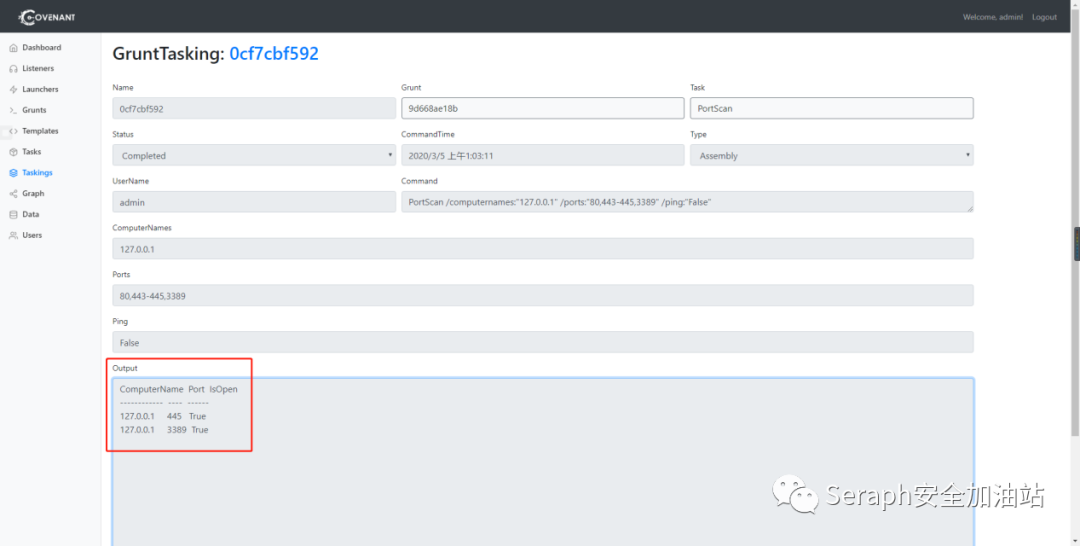 COVENANT
Welcome, admin! Logout
Dashboard
Listeners
Launchers
Grunts
Templates
Tasks
Taskings
Graph
Data
Users
GruntTasking: 0cf7cbf592
Name Grunt Task
0cf7cbf592 9d668ae18b PortScan
Status CommandTime Type
Completed 2020/3/5 上午1:03:11 Assembly
UserName Command
admin PortScan /computernames:"127.0.0.1" /ports:"80,443-445,3389" /ping:"False"
ComputerNames
127.0.0.1
Ports
80,443-445,3389
Ping
False
Output
ComputerName Port IsOpen
------------ ---- ------
127.0.0.1 445 True
127.0.0.1 3389 True
Seraph安全加油站